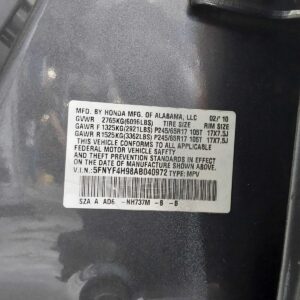 MFD. BY HONDA MFG. OF ALABAMA, LLC 02/ 10
GVWR 2765KG(6096LBS) TIRE SIZE RIM SIZE
GAWR F 1325KG(2921LBS) P245/65R17 105T 17X7.5J
GAWR R 1525KG(3362LBS) P245/65R17 105T 17X7.5J
THIS VEHICLE CONFORMS TO ALL APPLICABLE
FEDERAL MOTOR VEHICLE SAFETY AND
THEFT PREVENTION STANDARDS IN EFFECT ON
THE DATE OF MANUFACTURE SHOWN ABOVE.
V.I.N.:5FNYF4H98AB040972 TYPE: MPV
SZA A AD6 -NH737M -B -B